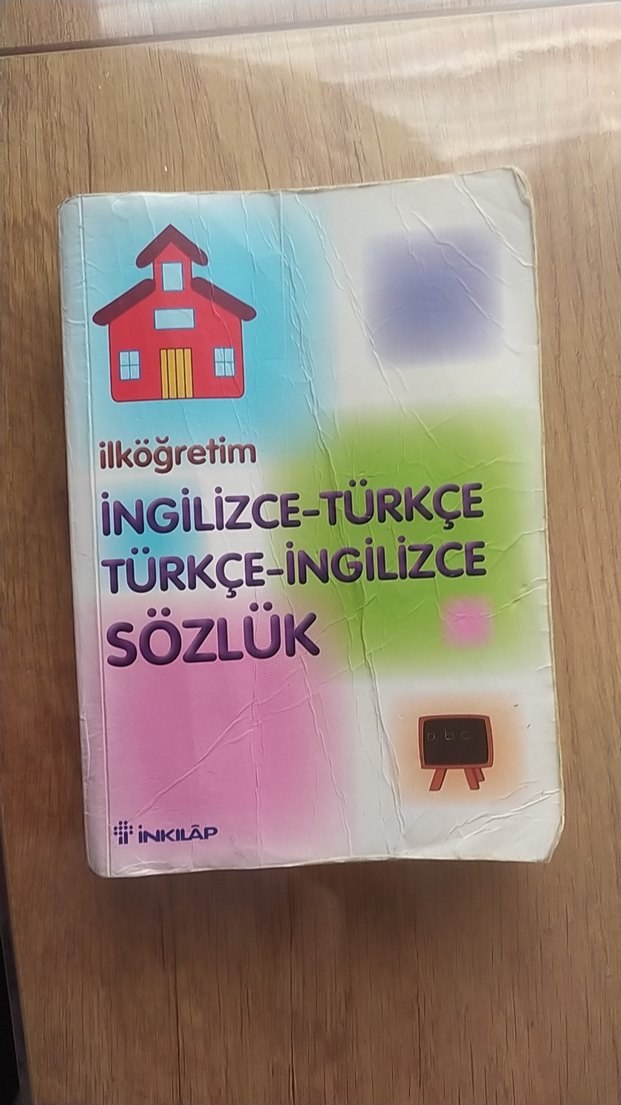 ilköğretim
İNGİLİZCE-TÜRKÇE
TÜRKÇE-İNGİLİZCE
SÖZLÜK
a b c
İNKILÂP